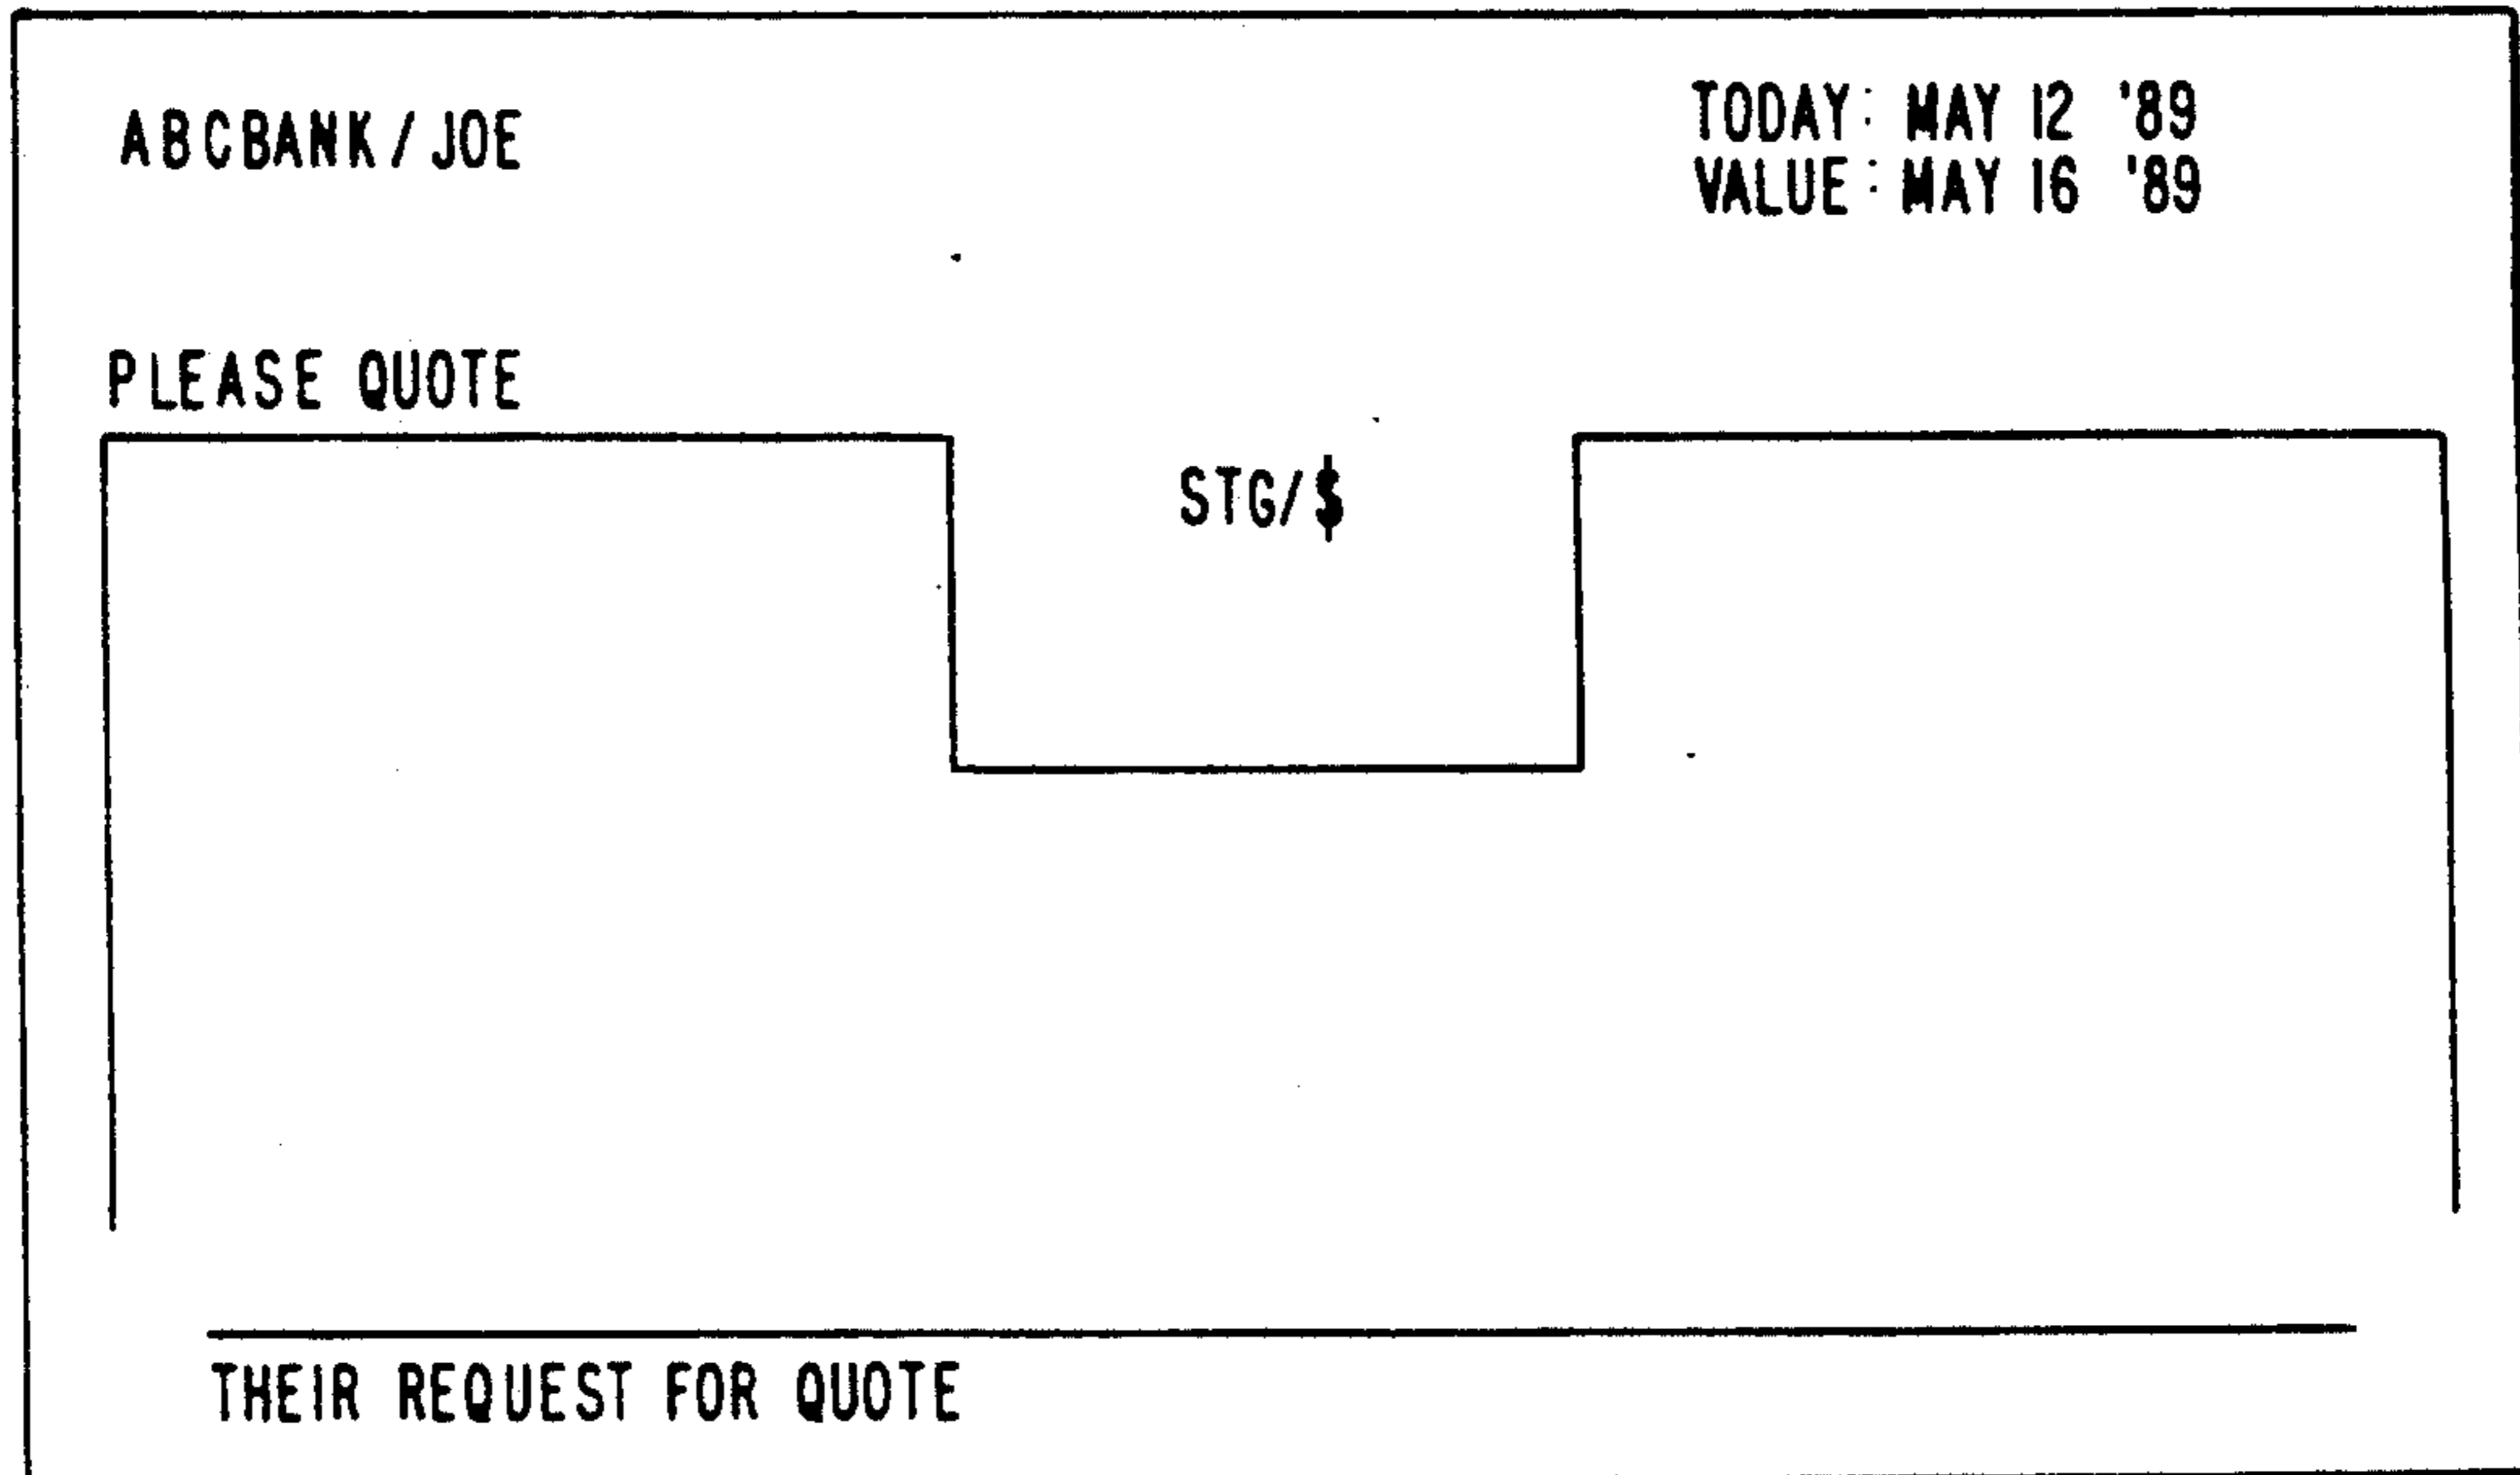 ABCBANK/JOE
TODAY: MAY 12 '89
VALUE: MAY 16 '89
PLEASE QUOTE
STG/$
THEIR REQUEST FOR QUOTE